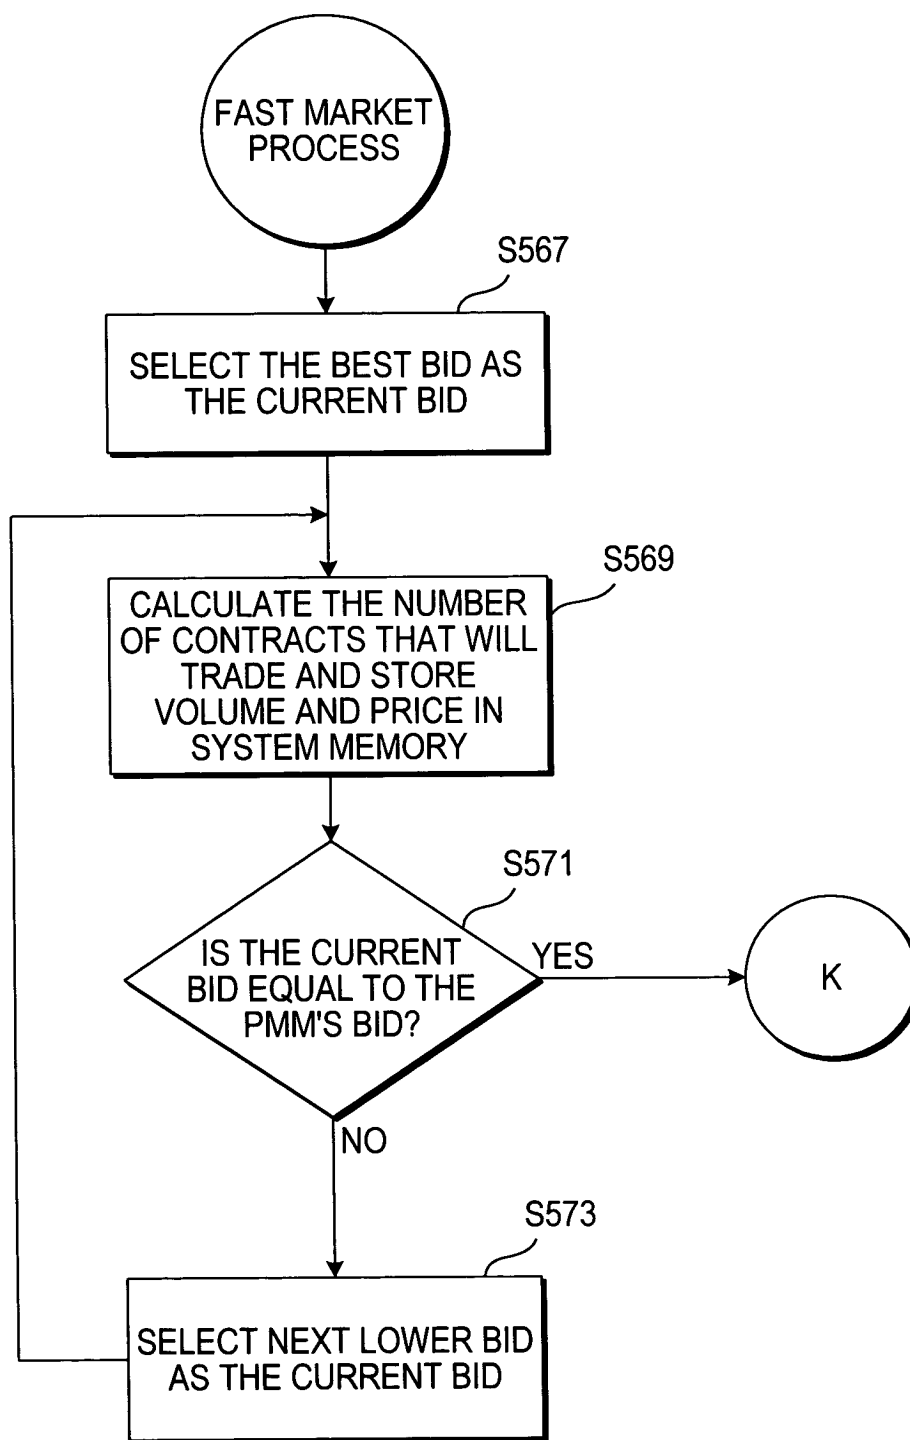 FAST MARKET
PROCESS
S567
SELECT THE BEST BID AS
THE CURRENT BID
S569
CALCULATE THE NUMBER
OF CONTRACTS THAT WILL
TRADE AND STORE
VOLUME AND PRICE IN
SYSTEM MEMORY
S571
IS THE CURRENT
BID EQUAL TO THE
PMM'S BID?
YES
K
NO
S573
SELECT NEXT LOWER BID
AS THE CURRENT BID